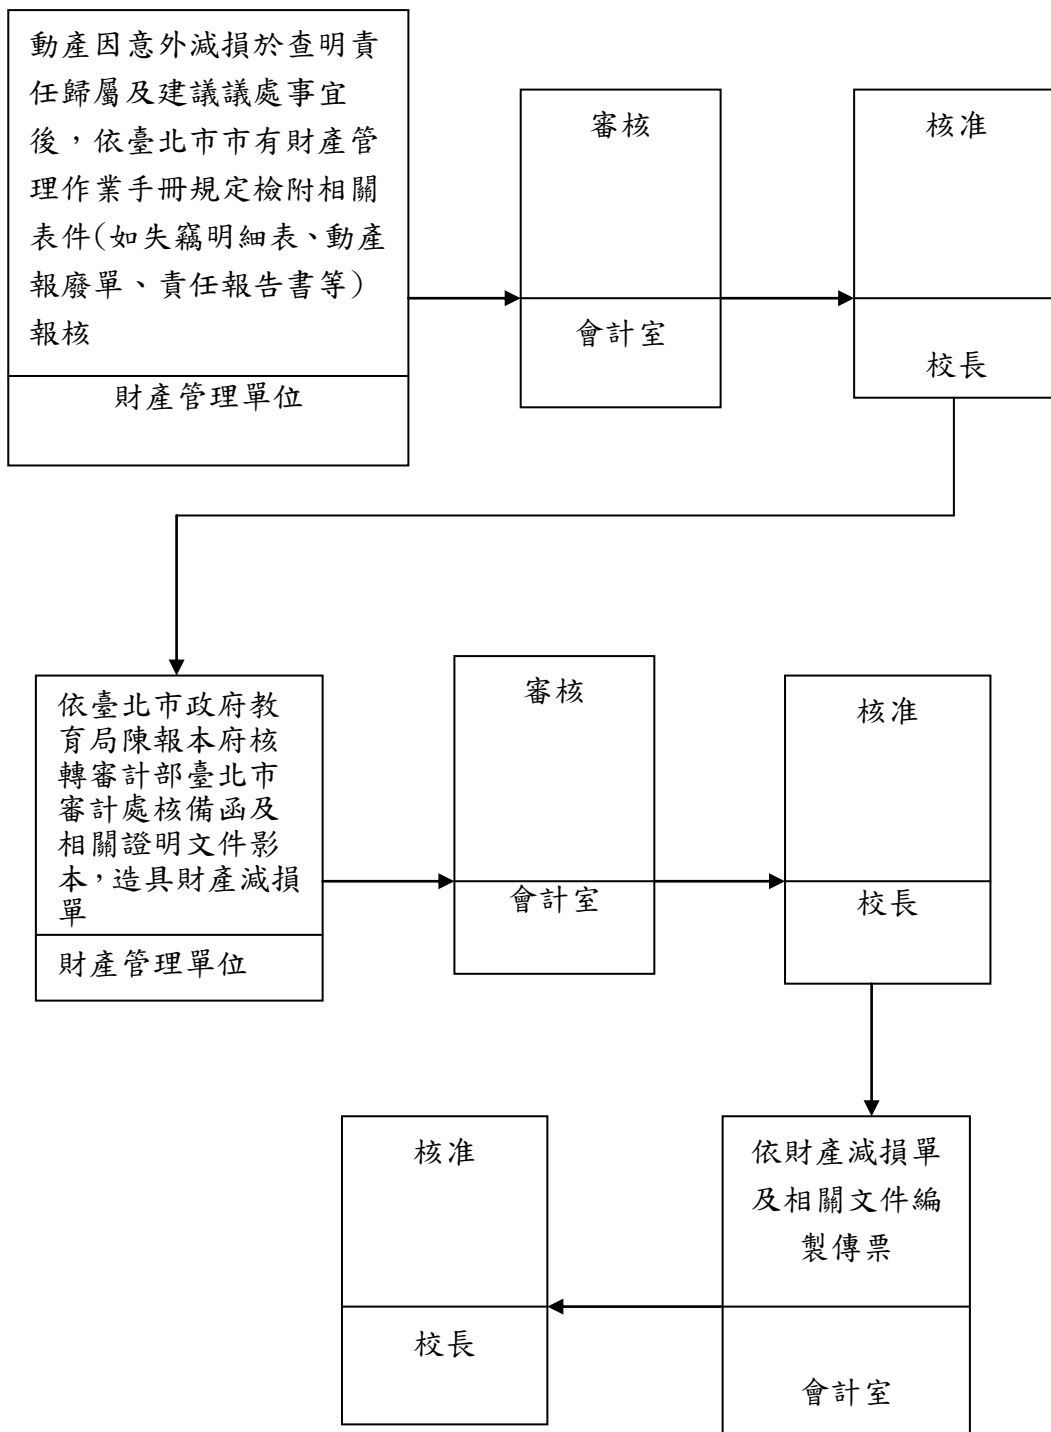 動產因意外減損於查明責
任歸屬及建議議處事宜
後，依臺北市市有財產管
理作業手冊規定檢附相關
表件(如失竊明細表、動產
報廢單、責任報告書等)
報核
財產管理單位
審核
會計室
核准
校長
依臺北市政府教
育局陳報本府核
轉審計部臺北市
審計處核備函及
相關證明文件影
本，造具財產減損
單
財產管理單位
審核
會計室
核准
校長
依財產減損單
及相關文件編
製傳票
會計室
核准
校長